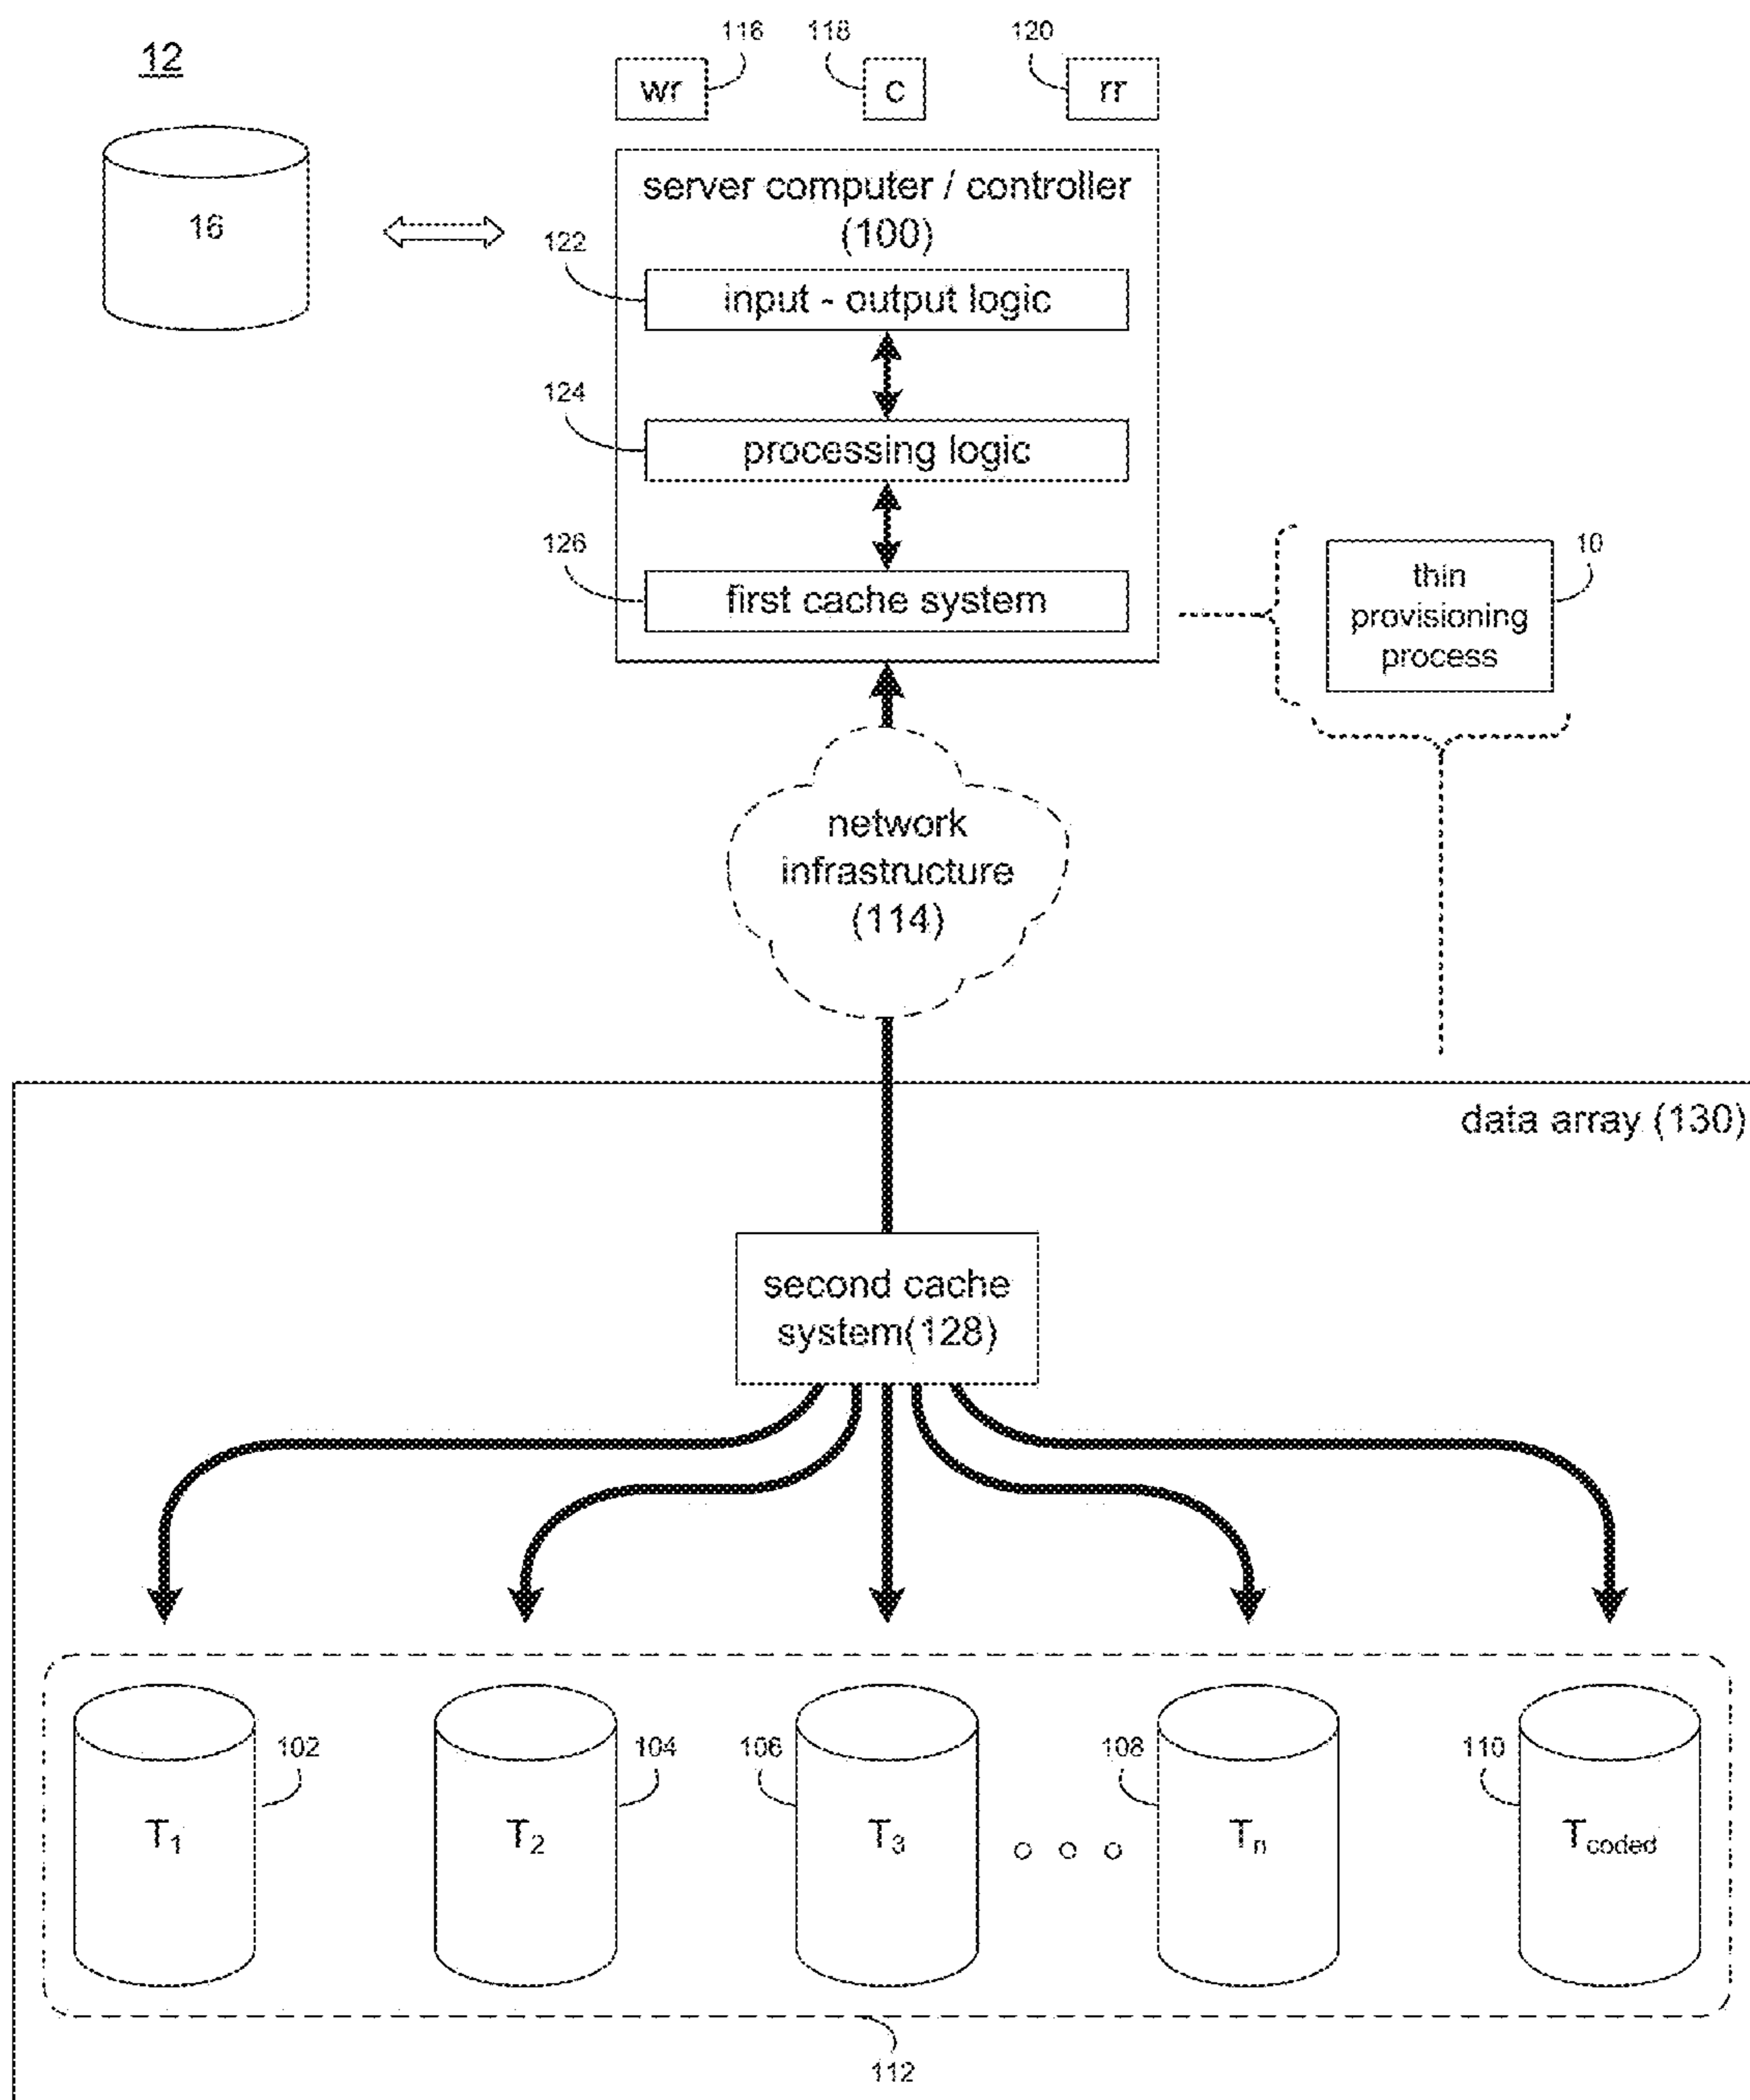 12
116
118
120
wr
c
rr
16
server computer / controller
(100)
122
input - output logic
124
processing logic
126
first cache system
10
thin
provisioning
process
network
infrastructure
(114)
data array (130)
second cache
system(128)
102
104
106
108
110
T1
T2
T3
Tn
Tcoded
112